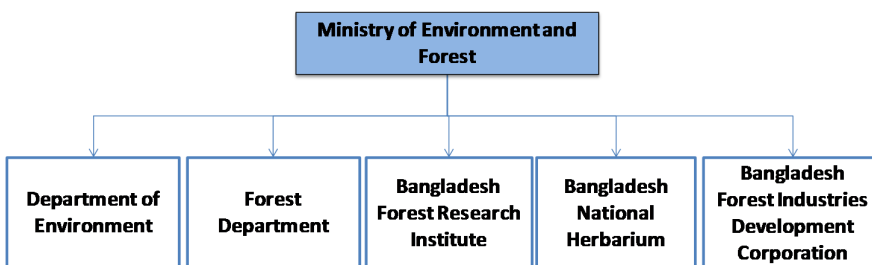 Ministry of Environment and
Forest
Department of
Environment
Forest
Department
Bangladesh
Forest Research
Institute
Bangladesh
National
Herbarium
Bangladesh
Forest Industries
Development
Corporation